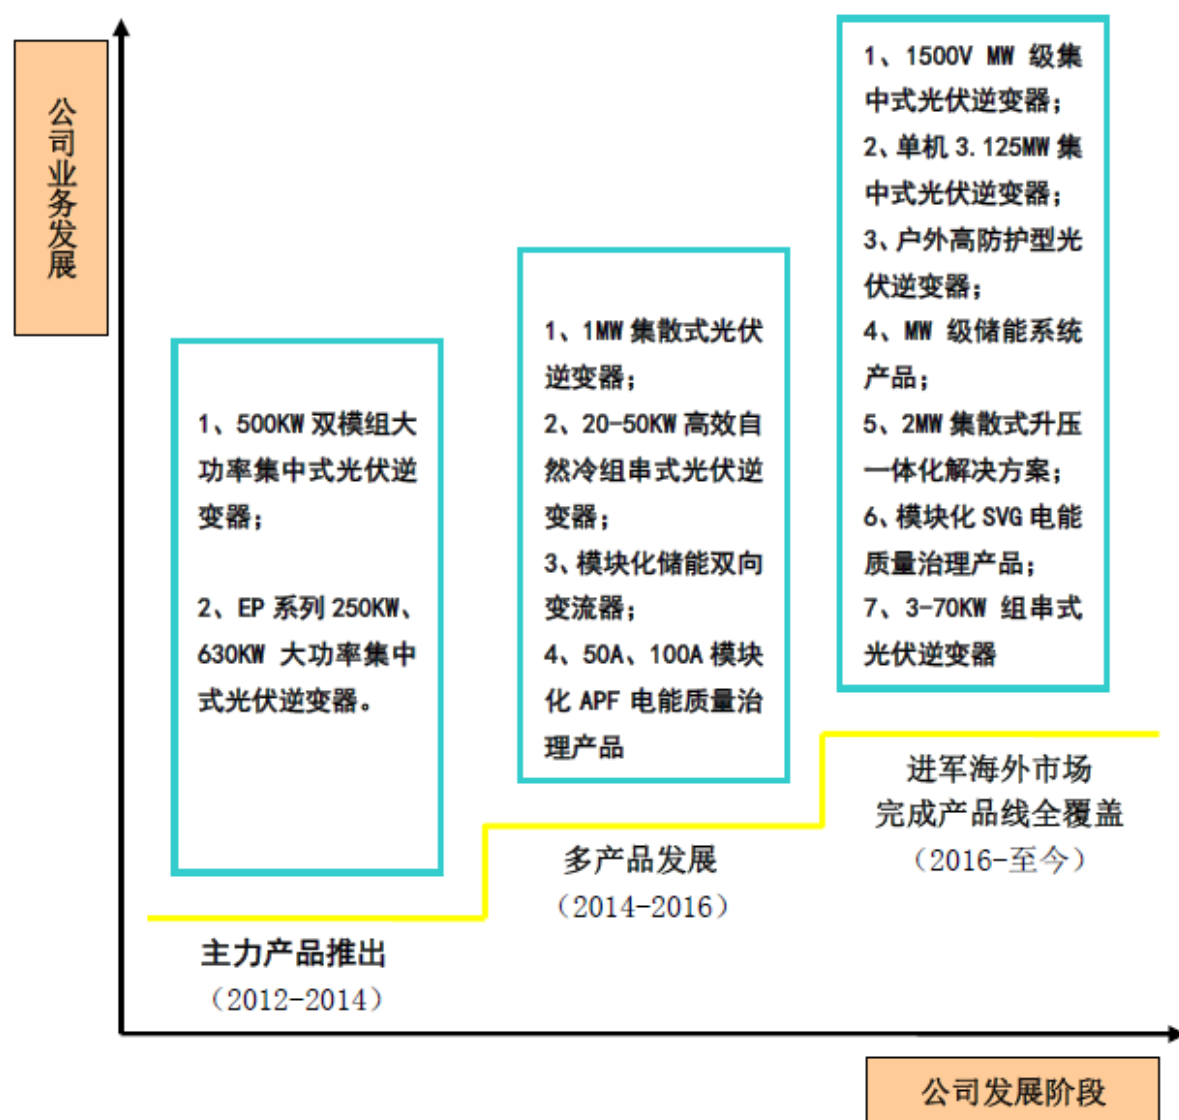 公司业务发展
1、500KW 双模组大
功率集中式光伏逆
变器；
2、EP 系列 250KW、
630KW 大功率集中
式光伏逆变器。
主力产品推出
（2012-2014）
1、1MW 集散式光伏
逆变器；
2、20-50KW 高效自
然冷组串式光伏逆
变器；
3、模块化储能双向
变流器；
4、50A、100A 模块
化 APF 电能质量治
理产品
多产品发展
（2014-2016）
1、1500V MW 级集
中式光伏逆变器；
2、单机 3.125MW 集
中式光伏逆变器；
3、户外高防护型光
伏逆变器；
4、MW 级储能系统
产品；
5、2MW 集散式升压
一体化解决方案；
6、模块化 SVG 电能
质量治理产品；
7、3-70KW 组串式
光伏逆变器
进军海外市场
完成产品线全覆盖
（2016-至今）
公司发展阶段